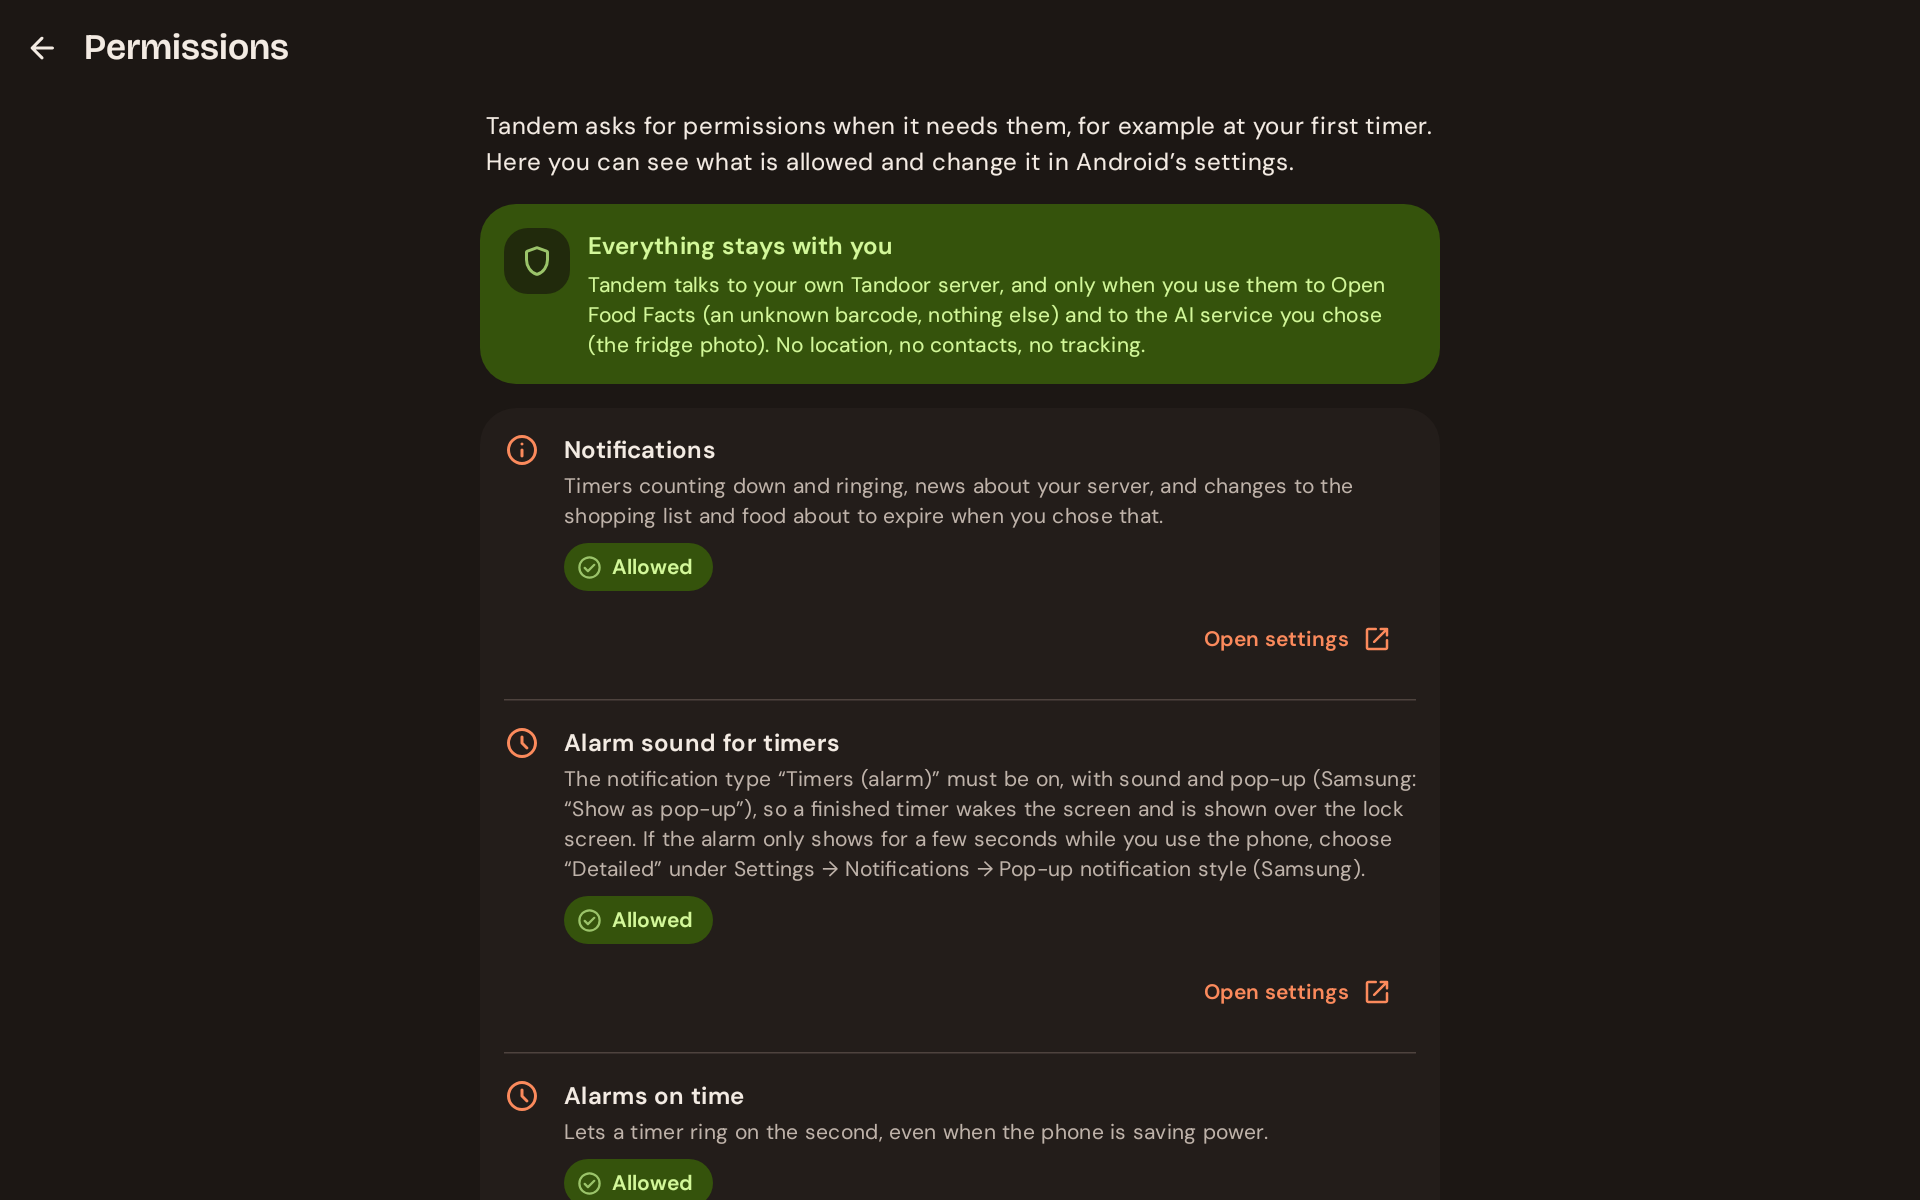 Permissions
Tandem asks for permissions when it needs them, for example at your first timer.
Here you can see what is allowed and change it in Android’s settings.
Everything stays with you
Tandem talks to your own Tandoor server, and only when you use them to Open
Food Facts (an unknown barcode, nothing else) and to the AI service you chose
(the fridge photo). No location, no contacts, no tracking.
Notifications
Timers counting down and ringing, news about your server, and changes to the
shopping list and food about to expire when you chose that.
Allowed
Open settings
Alarm sound for timers
The notification type “Timers (alarm)” must be on, with sound and pop-up (Samsung:
“Show as pop-up”), so a finished timer wakes the screen and is shown over the lock
screen. If the alarm only shows for a few seconds while you use the phone, choose
“Detailed” under Settings → Notifications → Pop-up notification style (Samsung).
Allowed
Open settings
Alarms on time
Lets a timer ring on the second, even when the phone is saving power.
Allowed